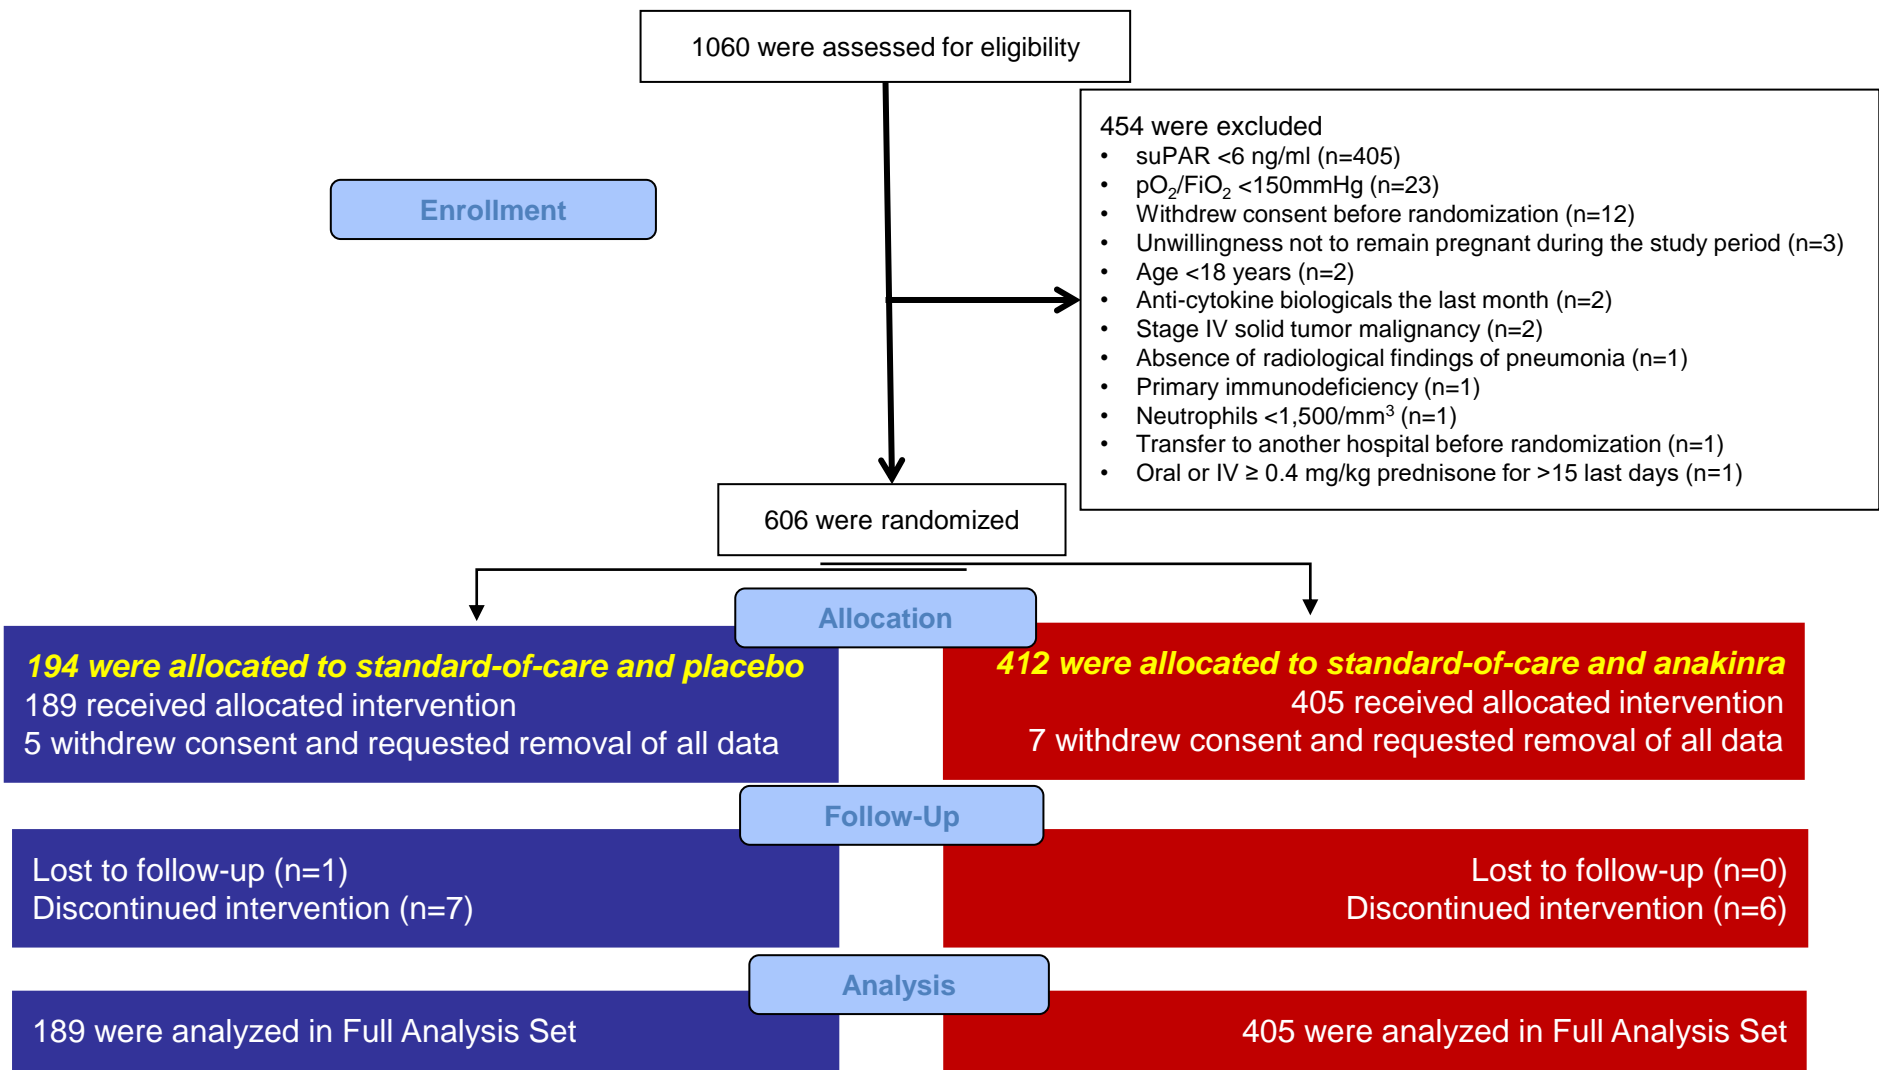 1060 were assessed for eligibility
454 were excluded
• suPAR <6 ng/ml (n=405)
• pO₂/FiO₂ <150mmHg (n=23)
• Withdrew consent before randomization (n=12)
• Unwillingness not to remain pregnant during the study period (n=3)
• Age <18 years (n=2)
• Anti-cytokine biologicals the last month (n=2)
• Stage IV solid tumor malignancy (n=2)
• Absence of radiological findings of pneumonia (n=1)
• Primary immunodeficiency (n=1)
• Neutrophils <1,500/mm³ (n=1)
• Transfer to another hospital before randomization (n=1)
• Oral or IV ≥ 0.4 mg/kg prednisone for >15 last days (n=1)
Enrollment
606 were randomized
Allocation
194 were allocated to standard-of-care and placebo
189 received allocated intervention
5 withdrew consent and requested removal of all data
412 were allocated to standard-of-care and anakinra
405 received allocated intervention
7 withdrew consent and requested removal of all data
Follow-Up
Lost to follow-up (n=1)
Discontinued intervention (n=7)
Lost to follow-up (n=0)
Discontinued intervention (n=6)
Analysis
189 were analyzed in Full Analysis Set
405 were analyzed in Full Analysis Set